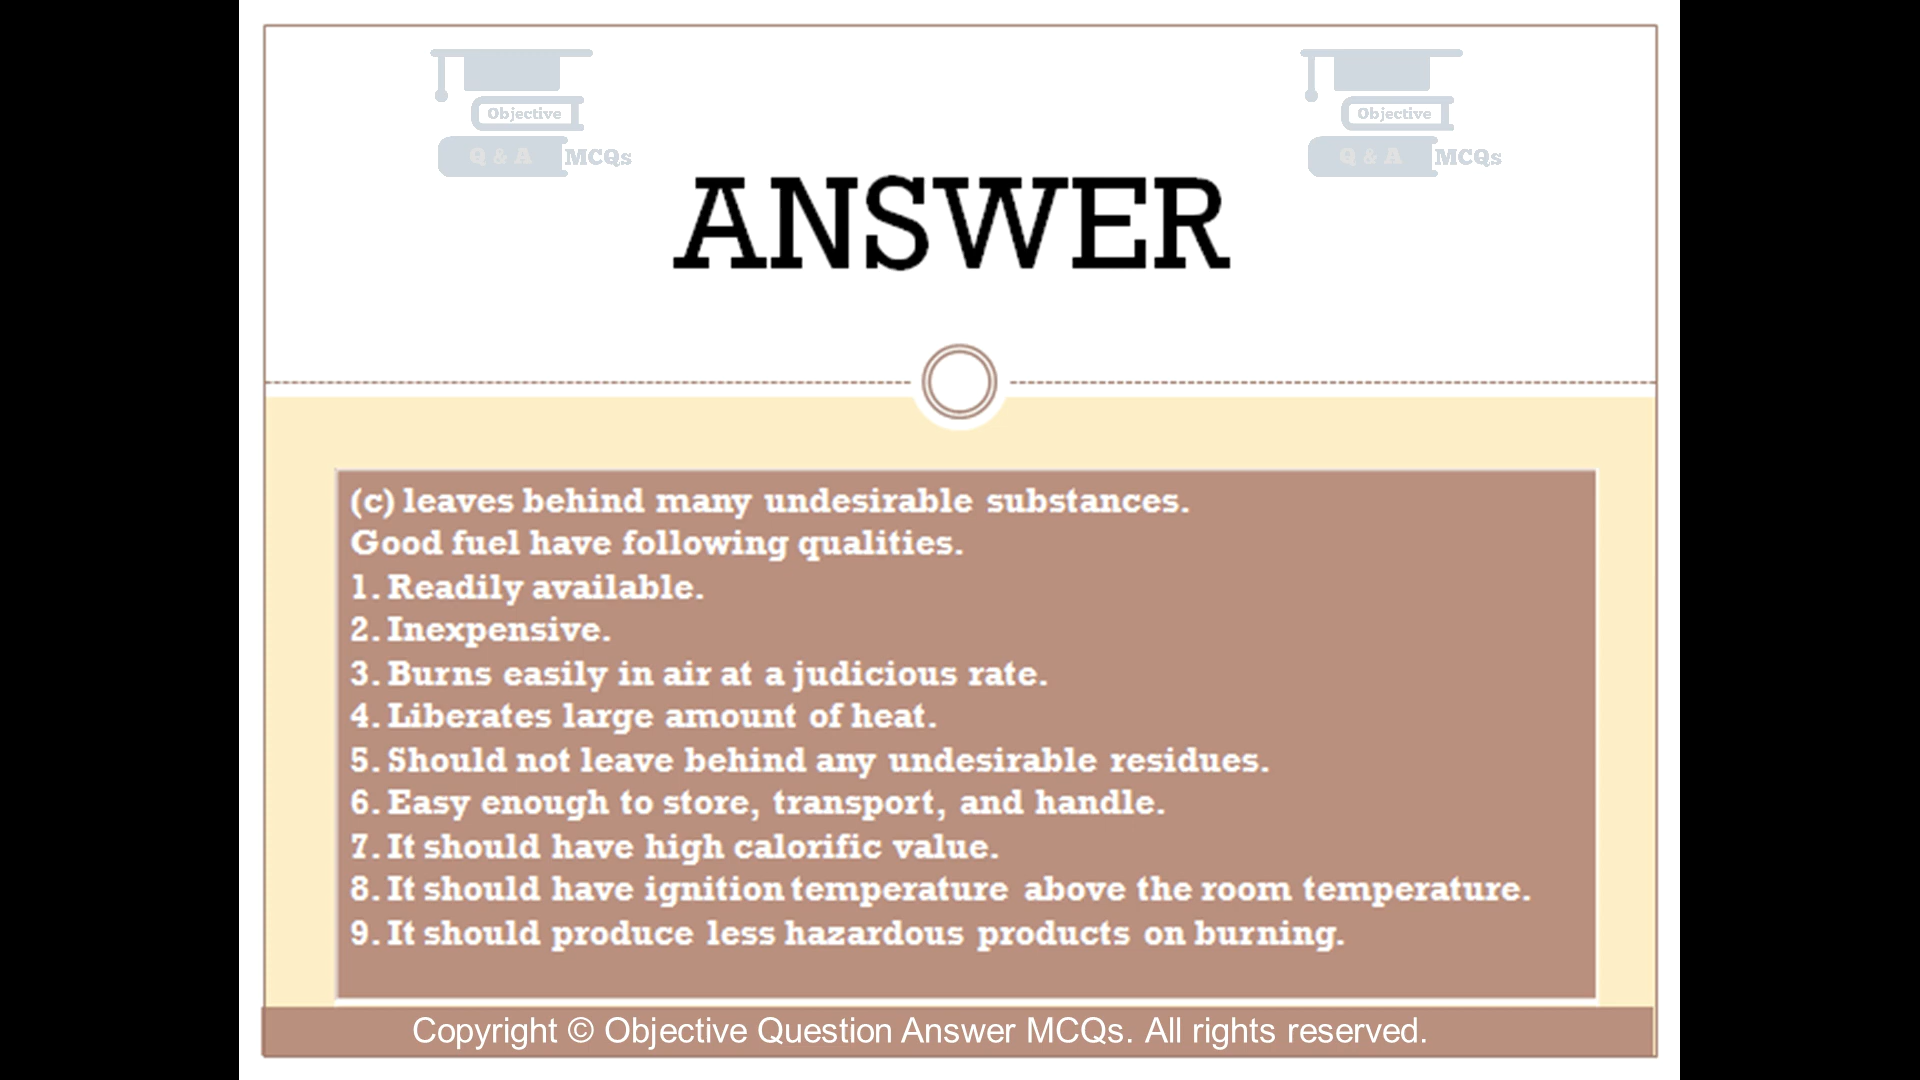 Objective
Q & A MCQs
Objective
Q & A MCQs
ANSWER
(c) leaves behind many undesirable substances.
Good fuel have following qualities.
1. Readily available.
2. Inexpensive.
3. Burns easily in air at a judicious rate.
4. Liberates large amount of heat.
5. Should not leave behind any undesirable residues.
6. Easy enough to store, transport, and handle.
7. It should have high calorific value.
8. It should have ignition temperature above the room temperature.
9. It should produce less hazardous products on burning.
Copyright © Objective Question Answer MCQs. All rights reserved.